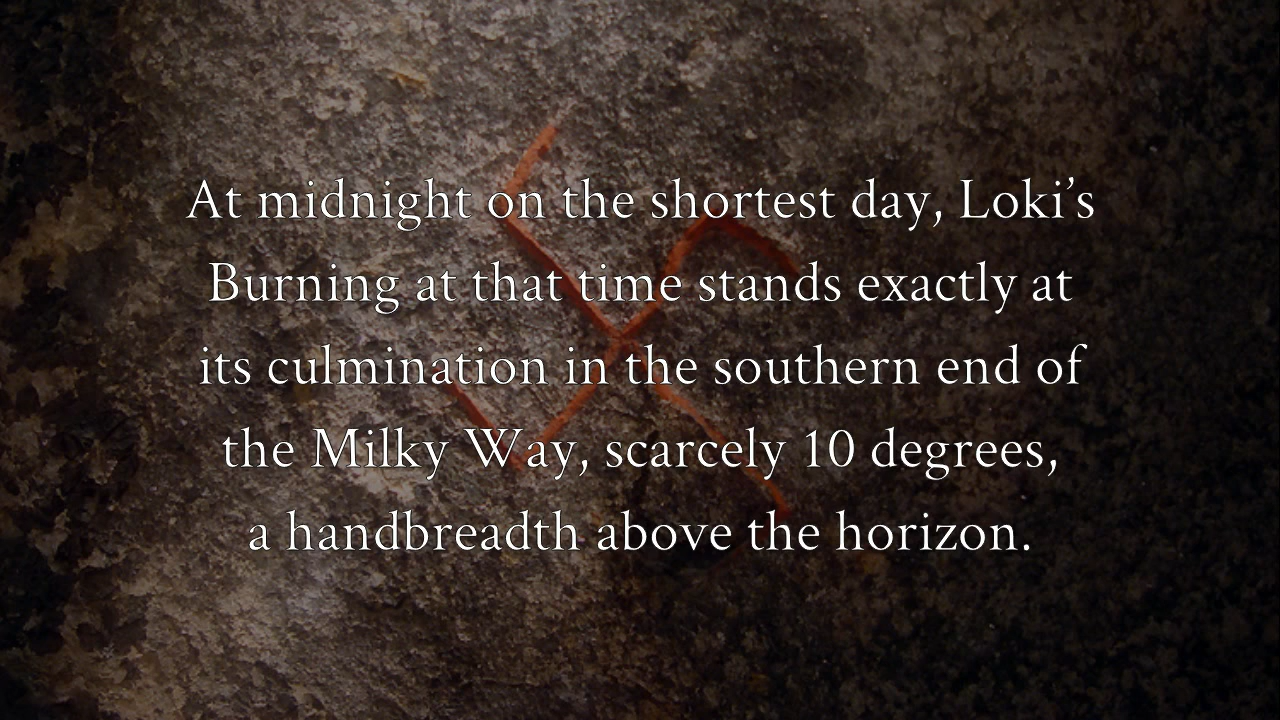 At midnight on the shortest day, Loki’s
Burning at that time stands exactly at
its culmination in the southern end of
the Milky Way, scarcely 10 degrees,
a handbreadth above the horizon.